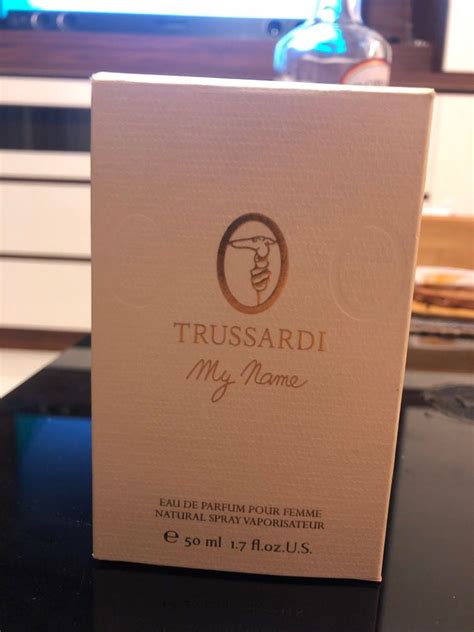 TRUSSARDI
My Name
EAU DE PARFUM POUR FEMME
NATURAL SPRAY VAPORISATEUR
℮ 50 ml 1.7 fl.oz.U.S.